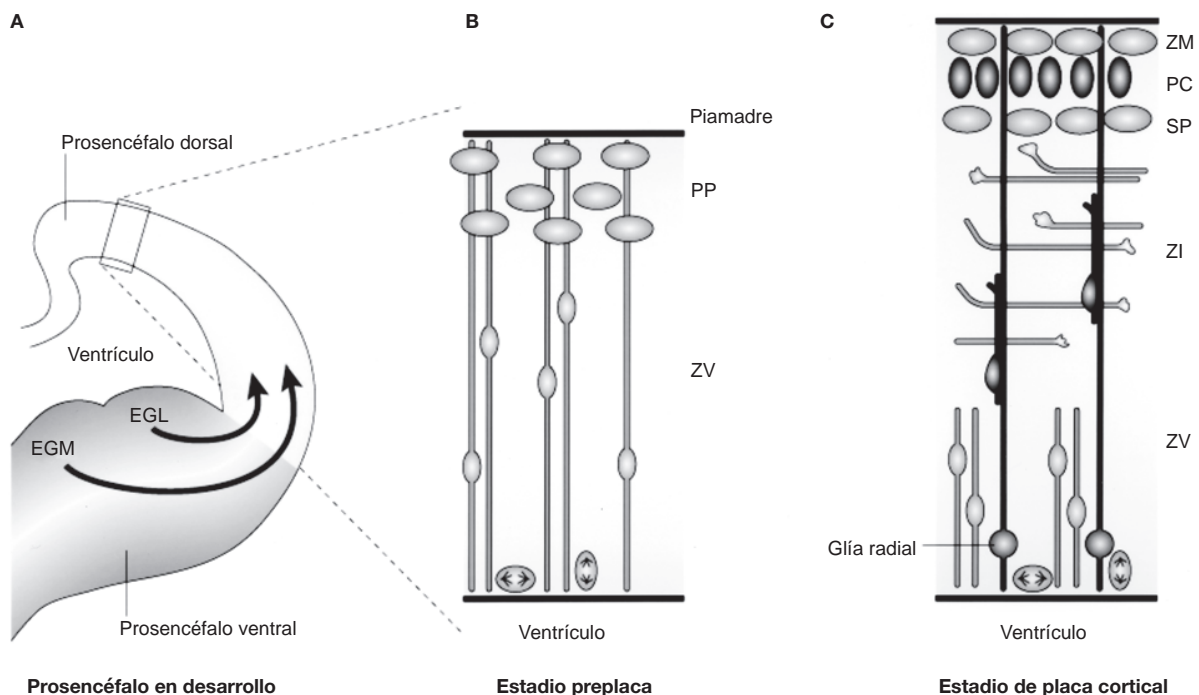 A
Prosencéfalo dorsal
Ventrículo
EGL
EGM
Prosencéfalo ventral
Prosencéfalo en desarrollo
B
Piamadre
PP
ZV
Ventrículo
Estadio preplaca
C
ZM
PC
SP
ZI
ZV
Glía radial
Ventrículo
Estadio de placa cortical